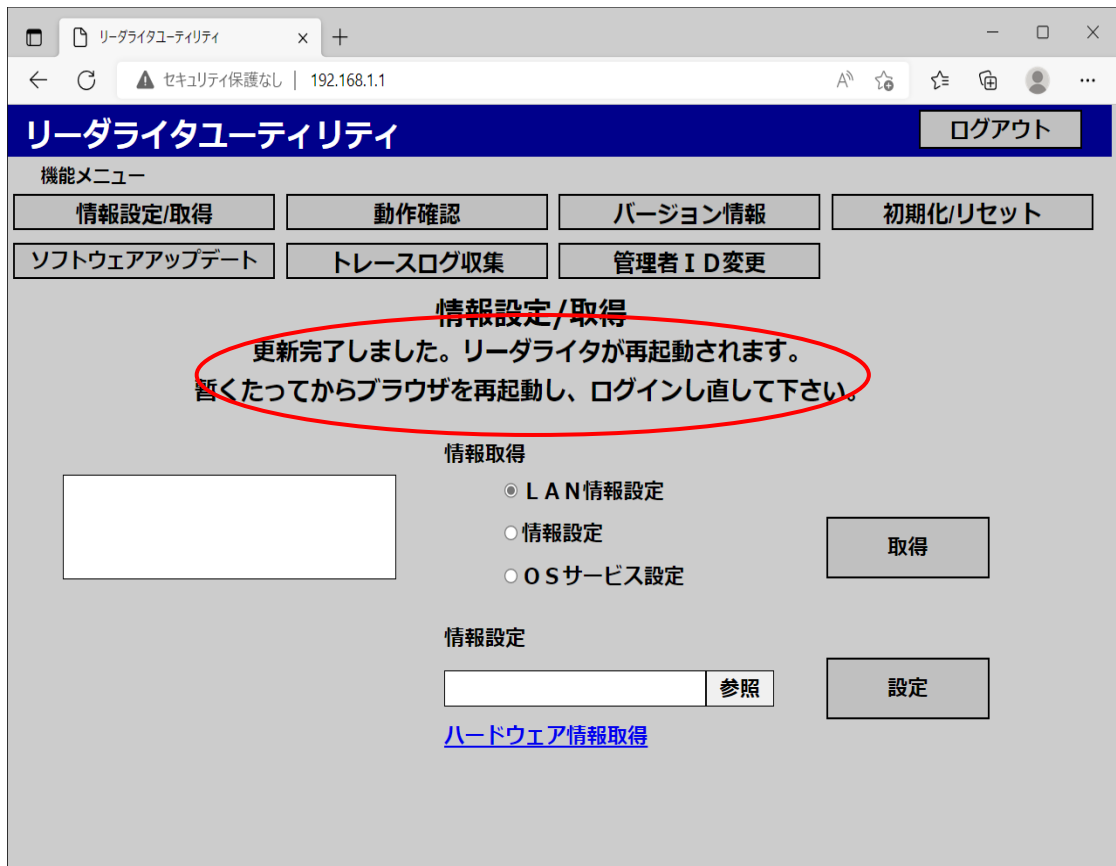 リーダライタユーティリティ
セキュリティ保護なし | 192.168.1.1
リーダライタユーティリティ
ログアウト
機能メニュー
情報設定/取得
動作確認
バージョン情報
初期化/リセット
ソフトウェアアップデート
トレースログ収集
管理者ＩＤ変更
情報設定/取得
更新完了しました。リーダライタが再起動されます。
暫くたってからブラウザを再起動し、ログインし直して下さい。
情報取得
ＬＡＮ情報設定
情報設定
ＯＳサービス設定
取得
情報設定
参照
設定
ハードウェア情報取得